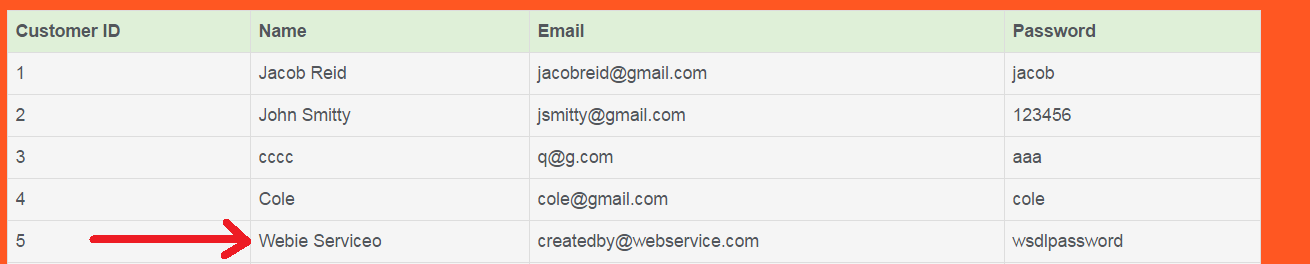 Customer ID Name Email Password
1 Jacob Reid jacobreid@gmail.com jacob
2 John Smitty jsmitty@gmail.com 123456
3 cccc q@g.com aaa
4 Cole cole@gmail.com cole
5 Webie Serviceo createdby@webservice.com wsdlpassword